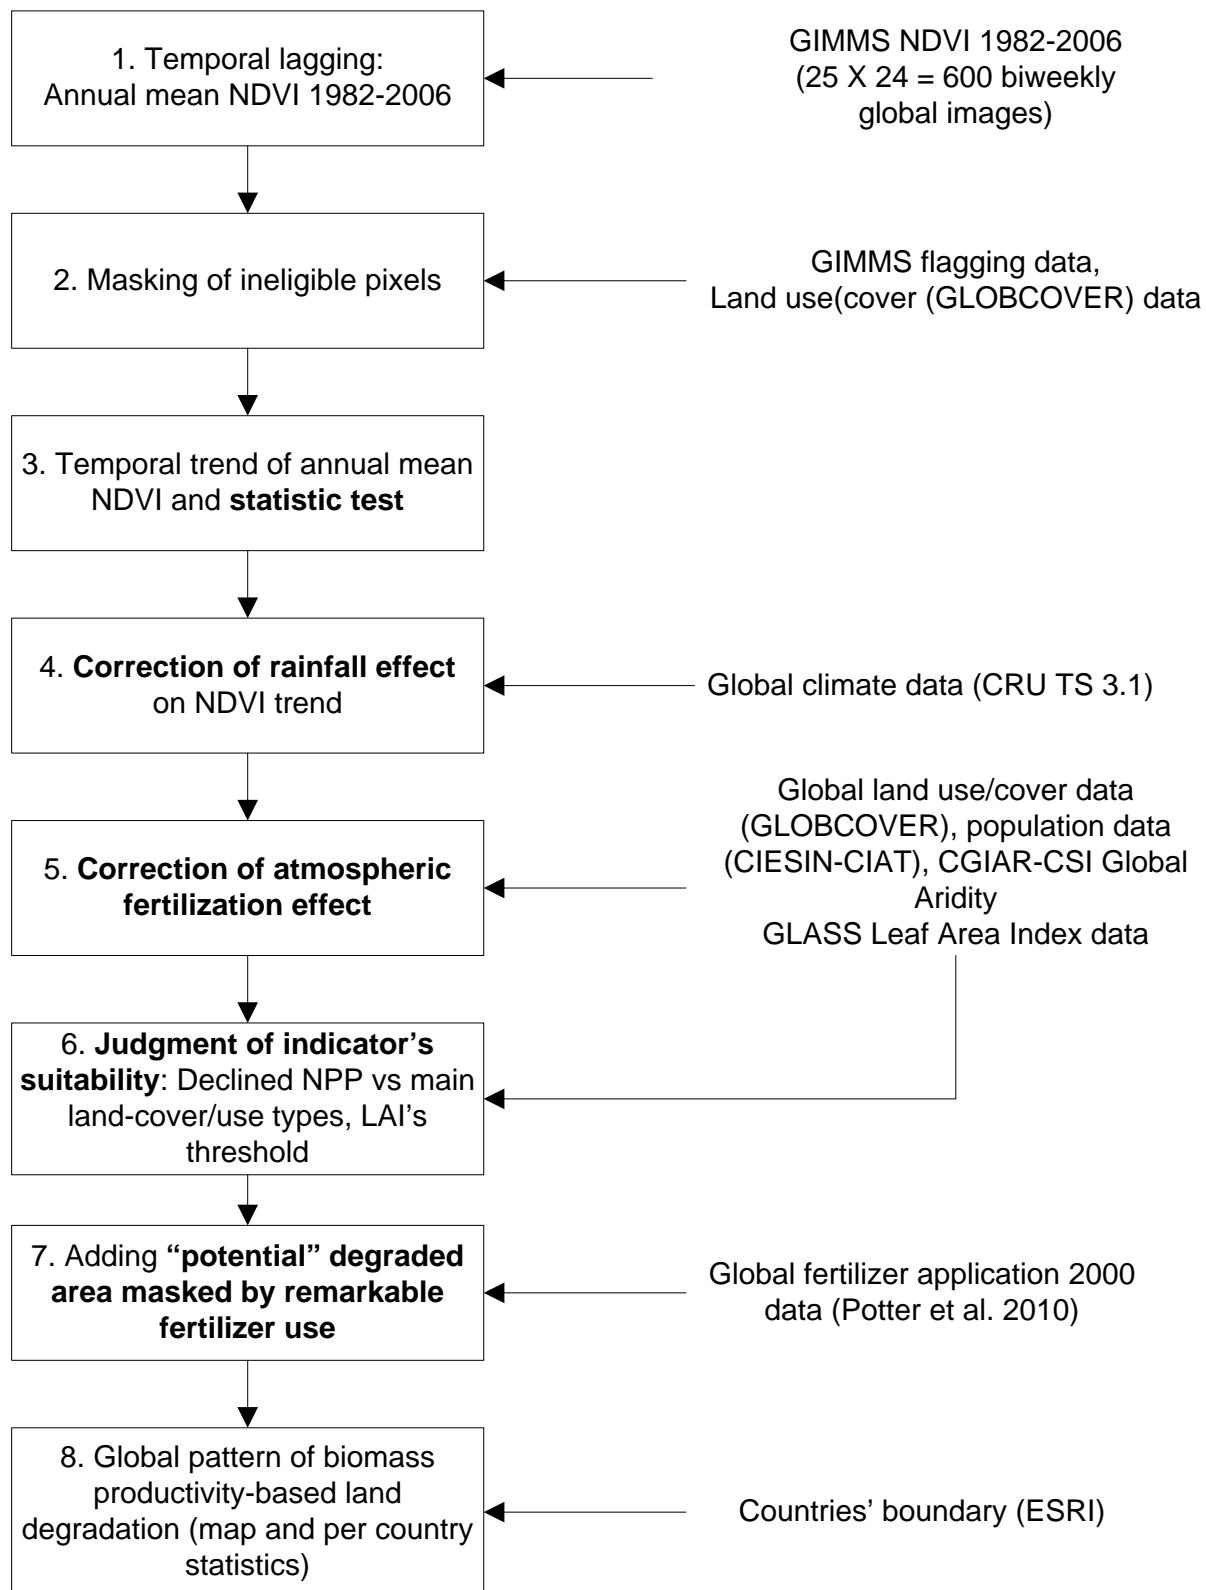 1. Temporal lagging:
Annual mean NDVI 1982-2006
GIMMS NDVI 1982-2006
(25 X 24 = 600 biweekly
global images)
2. Masking of ineligible pixels
GIMMS flagging data,
Land use(cover (GLOBCOVER) data
3. Temporal trend of annual mean
NDVI and statistic test
4. Correction of rainfall effect
on NDVI trend
Global climate data (CRU TS 3.1)
5. Correction of atmospheric
fertilization effect
Global land use/cover data
(GLOBCOVER), population data
(CIESIN-CIAT), CGIAR-CSI Global
Aridity
GLASS Leaf Area Index data
6. Judgment of indicator’s
suitability: Declined NPP vs main
land-cover/use types, LAI’s
threshold
7. Adding “potential” degraded
area masked by remarkable
fertilizer use
Global fertilizer application 2000
data (Potter et al. 2010)
8. Global pattern of biomass
productivity-based land
degradation (map and per country
statistics)
Countries’ boundary (ESRI)